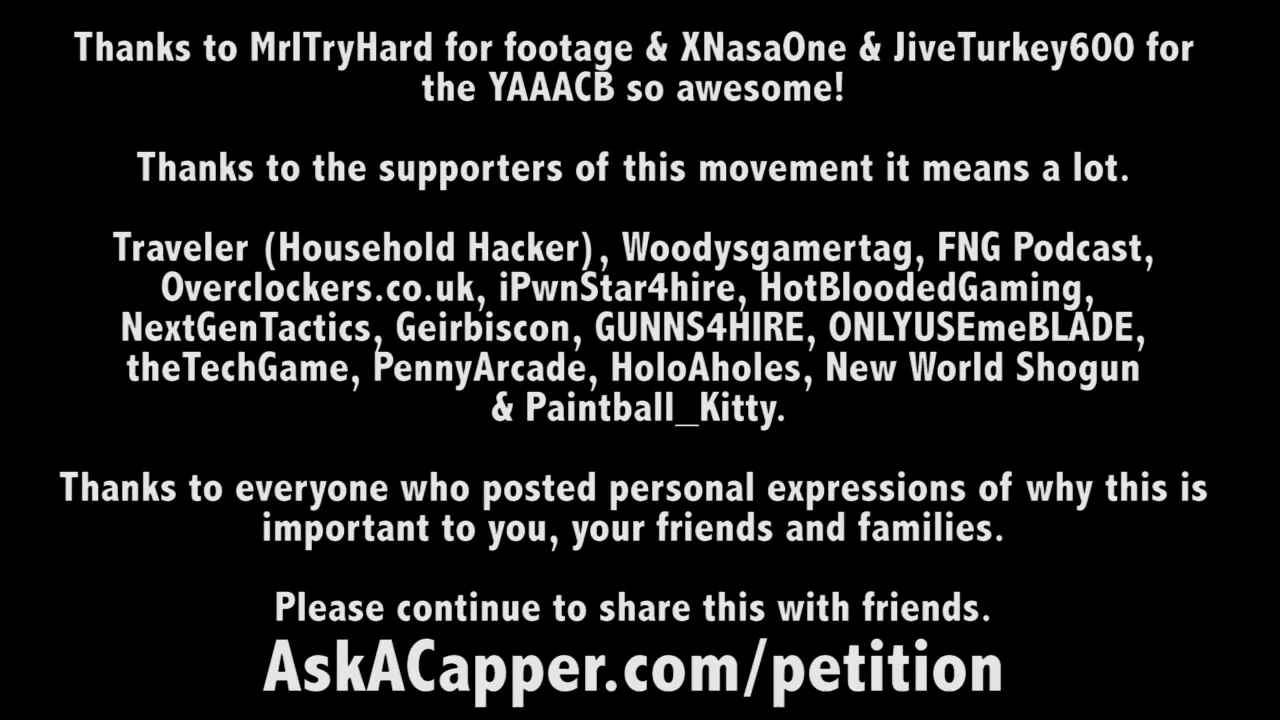 Thanks to MrITryHard for footage & XNasaOne & JiveTurkey600 for
the YAAACB so awesome!
Thanks to the supporters of this movement it means a lot.
Traveler (Household Hacker), Woodysgamertag, FNG Podcast,
Overclockers.co.uk, iPwnStar4hire, HotBloodedGaming,
NextGenTactics, Geirbiscon, GUNNS4HIRE, ONLYUSEmeBLADE,
theTechGame, PennyArcade, HoloAholes, New World Shogun
& Paintball_Kitty.
Thanks to everyone who posted personal expressions of why this is
important to you, your friends and families.
Please continue to share this with friends.
AskACapper.com/petition